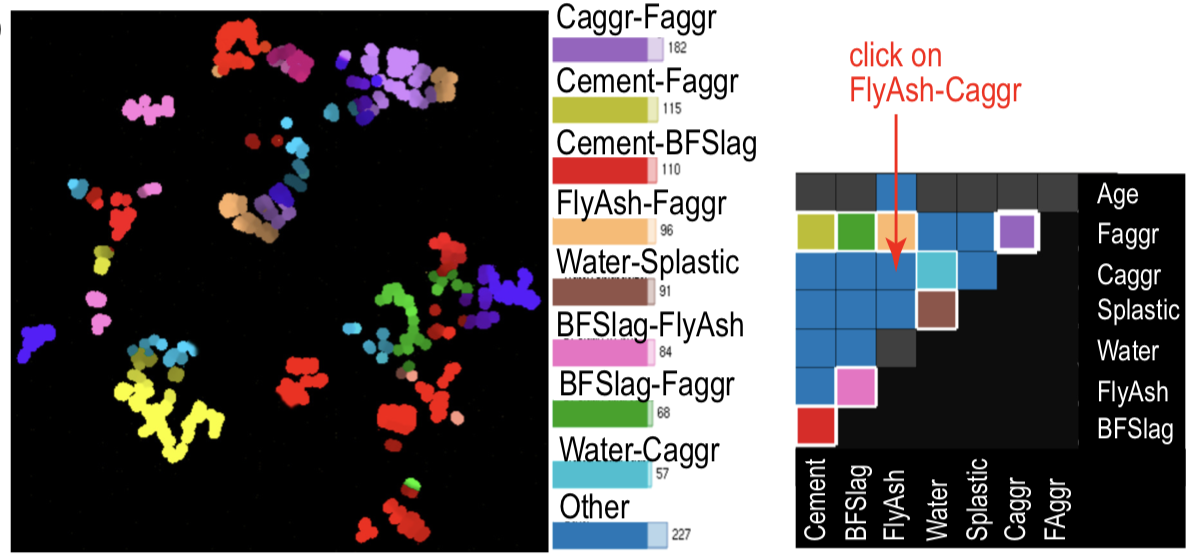 Caggr-Faggr
182
Cement-Faggr
115
Cement-BFSlag
110
FlyAsh-Faggr
96
Water-Splastic
91
BFSlag-FlyAsh
84
BFSlag-Faggr
68
Water-Caggr
57
Other
227
click on
FlyAsh-Caggr
Age
Faggr
Caggr
Splastic
Water
FlyAsh
BFSlag
Cement
BFSlag
FlyAsh
Water
Splastic
Caggr
FAggr